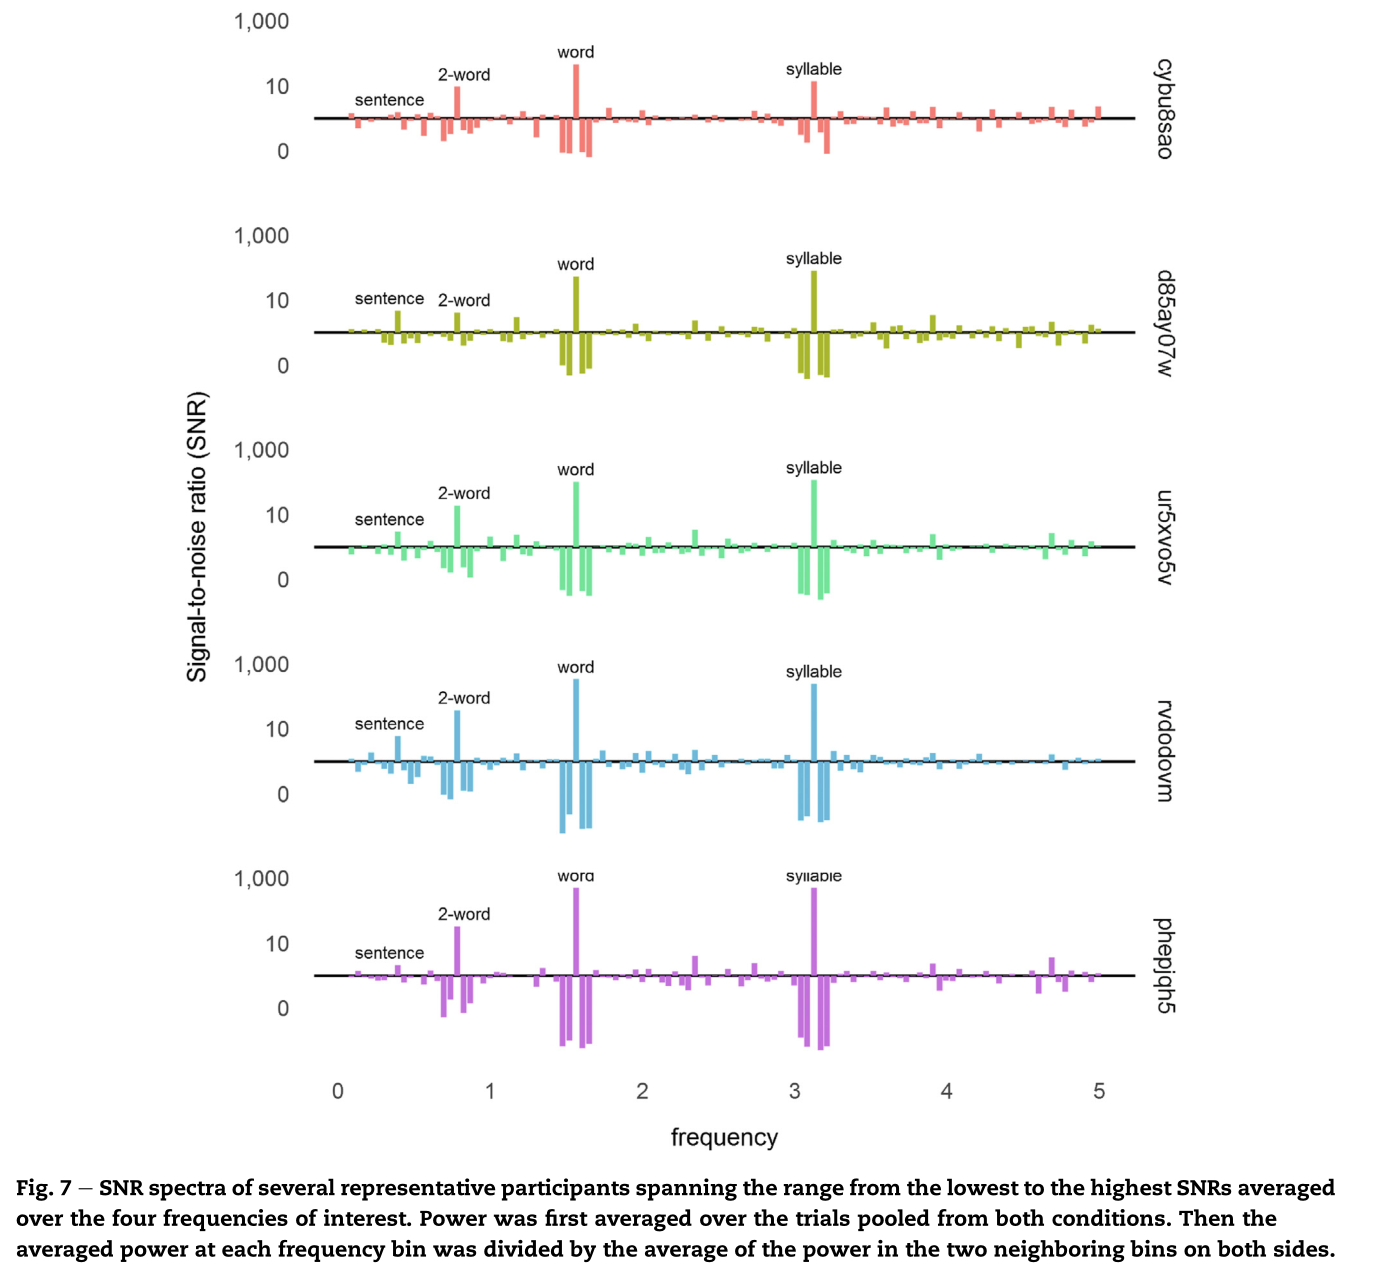 1,000
10
0
sentence
2-word
word
syllable
cybu8sao
1,000
10
0
sentence
2-word
word
syllable
d85ay07w
1,000
10
0
sentence
2-word
word
syllable
ur5xvo5v
1,000
10
0
sentence
2-word
word
syllable
rvdodovm
1,000
10
0
sentence
2-word
word
syllable
phepjqh5
Signal-to-noise ratio (SNR)
0 1 2 3 4 5
frequency
Fig. 7 — SNR spectra of several representative participants spanning the range from the lowest to the highest SNRs averaged
over the four frequencies of interest. Power was first averaged over the trials pooled from both conditions. Then the
averaged power at each frequency bin was divided by the average of the power in the two neighboring bins on both sides.